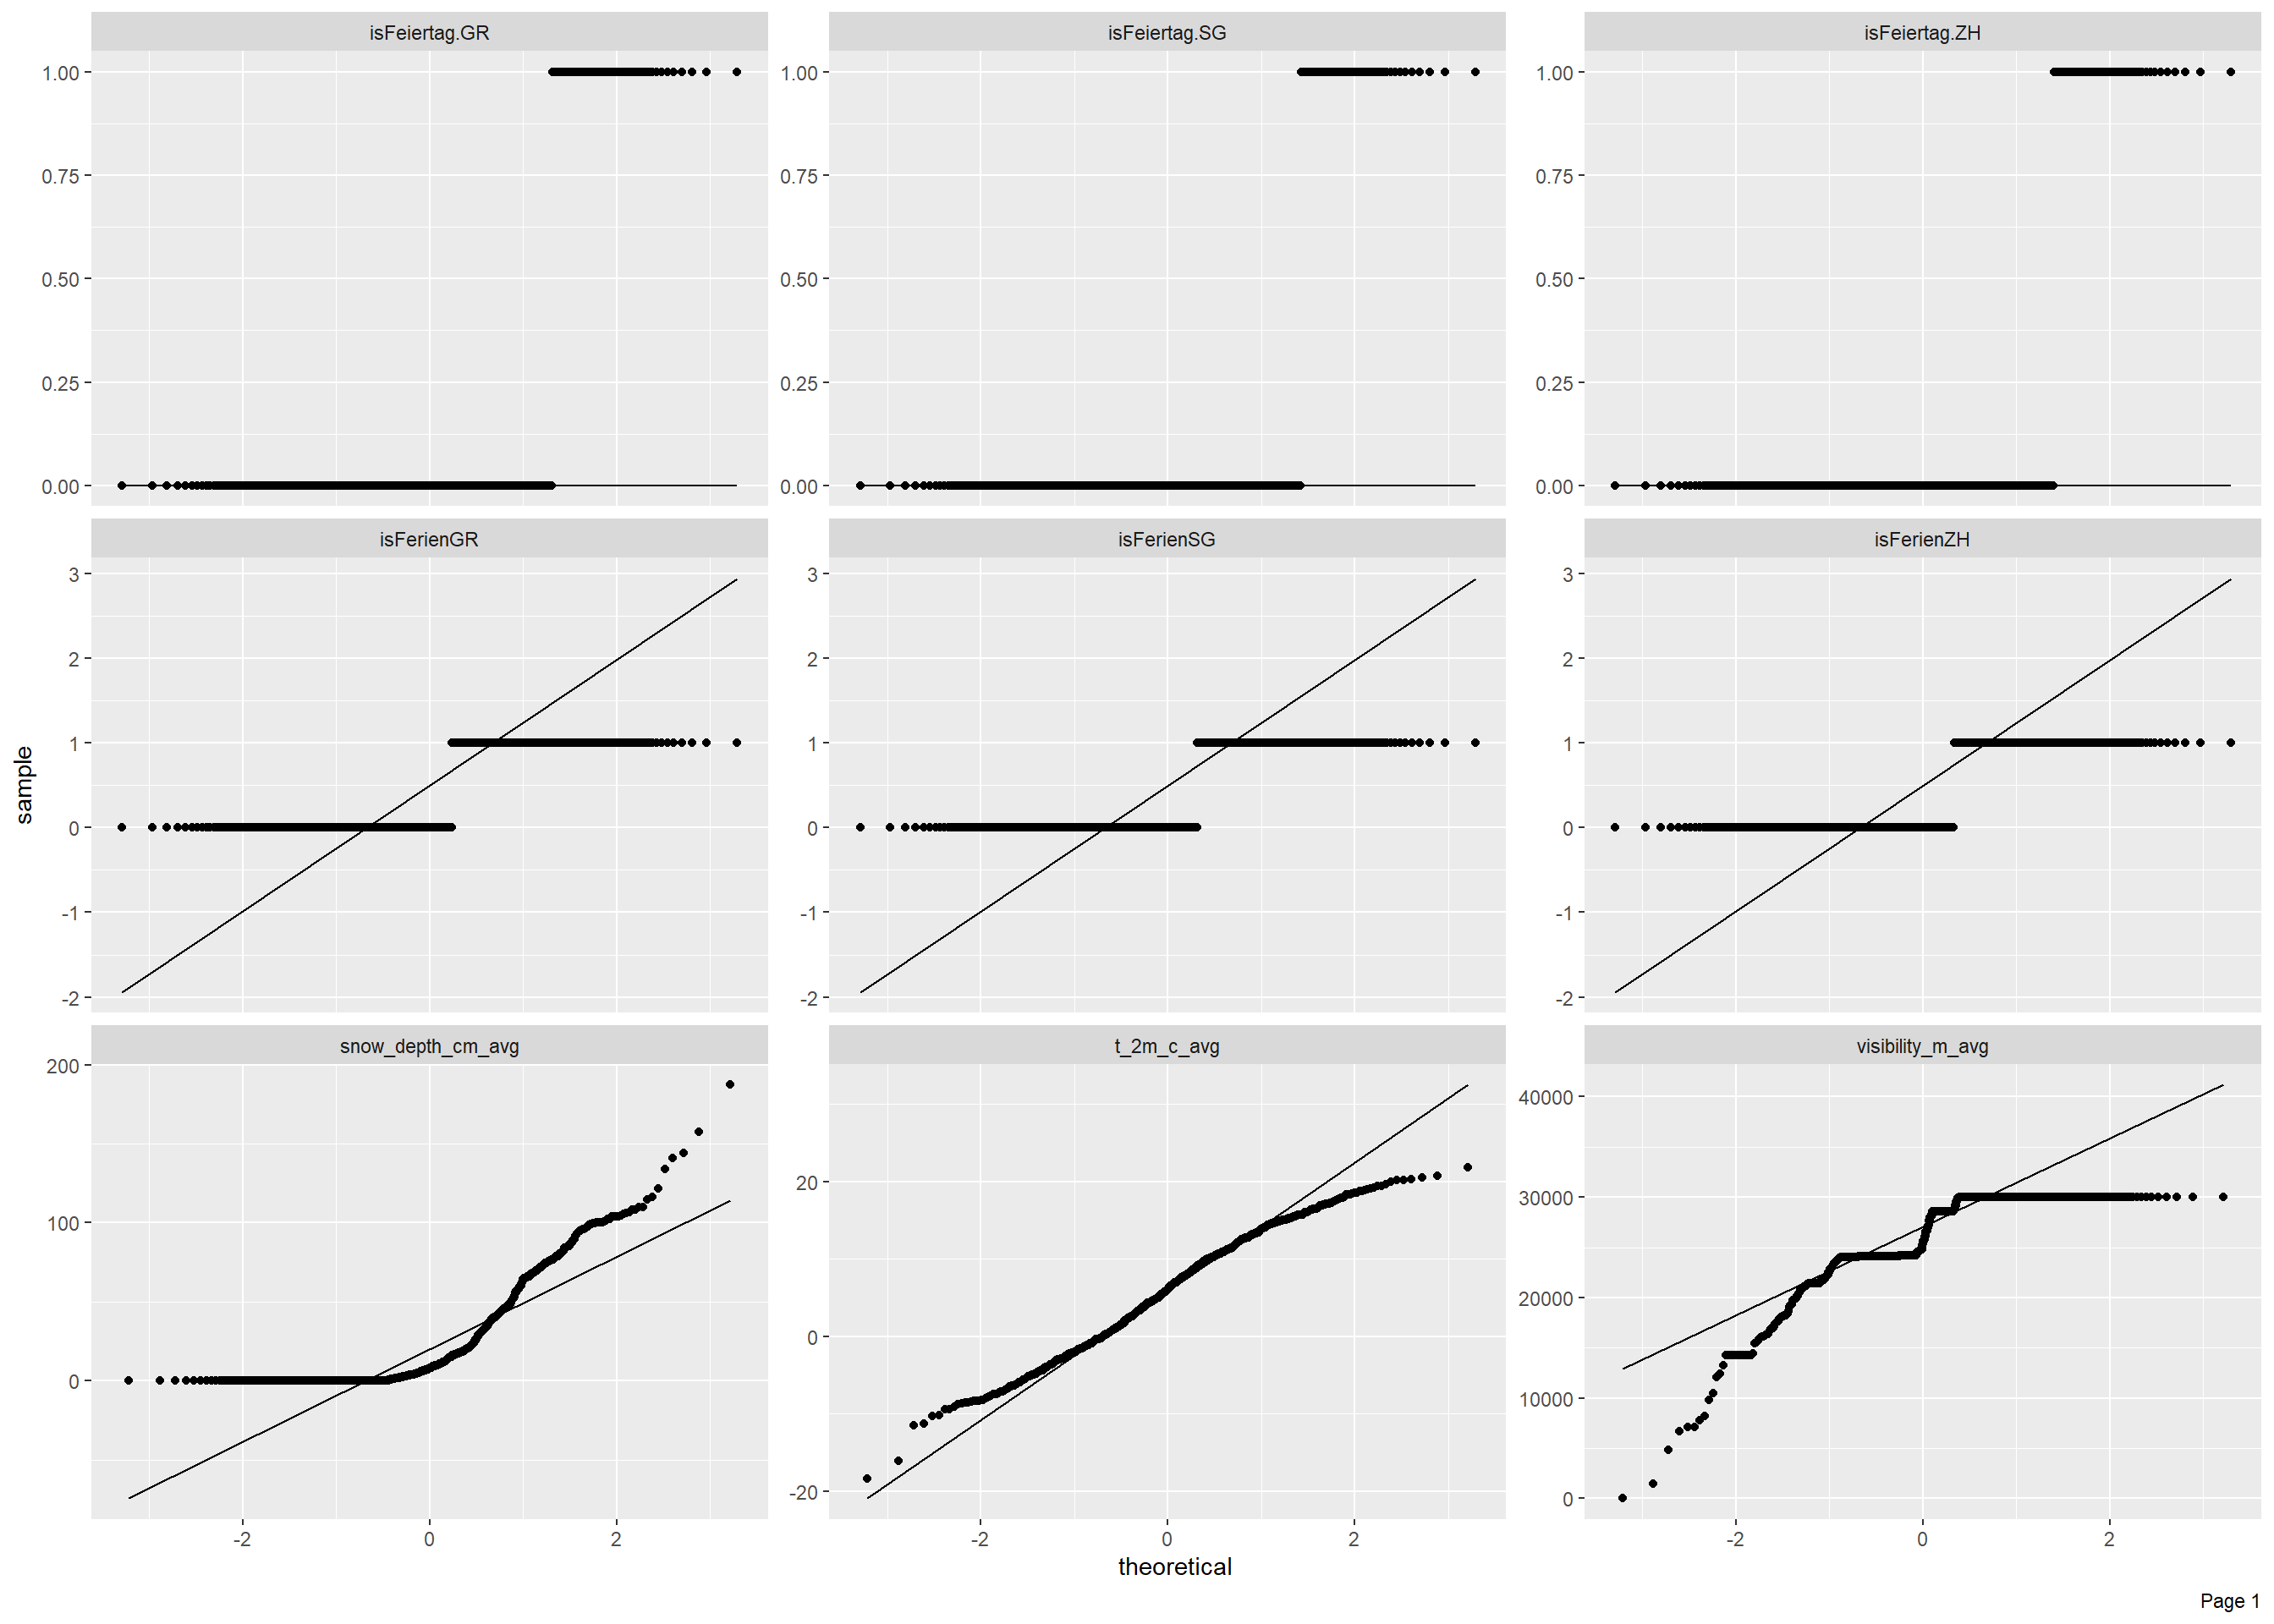 isFeiertag.GR isFeiertag.SG isFeiertag.ZH
1.00 1.00 1.00
0.75 0.75 0.75
0.50 0.50 0.50
0.25 0.25 0.25
0.00 0.00 0.00
isFerienGR isFerienSG isFerienZH
3 3 3
2 2 2
1 1 1
0 0 0
-1 -1 -1
-2 -2 -2
sample
snow_depth_cm_avg t_2m_c_avg visibility_m_avg
200
100
0
20
0
-20
40000
30000
20000
10000
0
-2 0 2 -2 0 2 -2 0 2
theoretical
Page 1